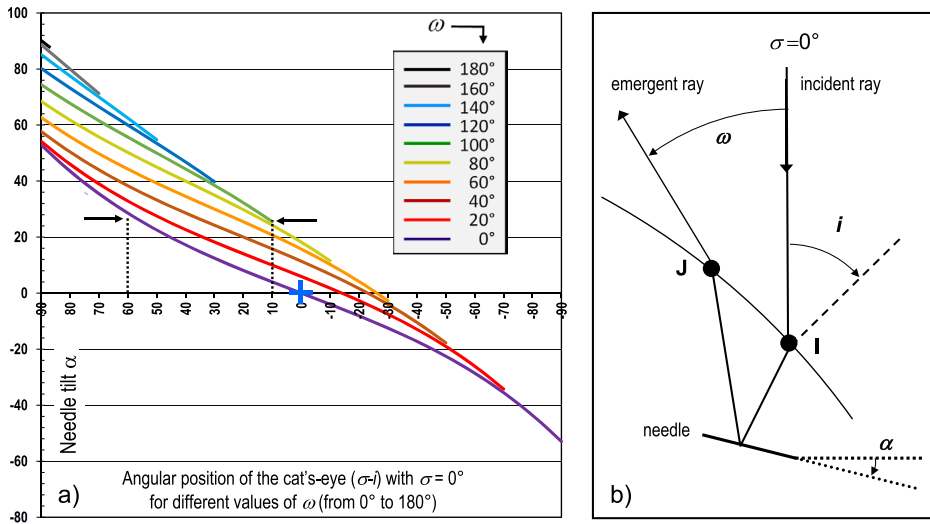 100
80
60
40
20
0
-20
-40
-60
-80
90
80
70
60
50
40
30
20
10
0
-10
-20
-30
-40
-50
-60
-70
-80
-90
Needle tilt α
ω
180°
160°
140°
120°
100°
80°
60°
40°
20°
0°
a)
Angular position of the cat's-eye (σ-i) with σ = 0°
for different values of ω (from 0° to 180°)
σ=0°
emergent ray
incident ray
ω
i
J
I
needle
α
b)